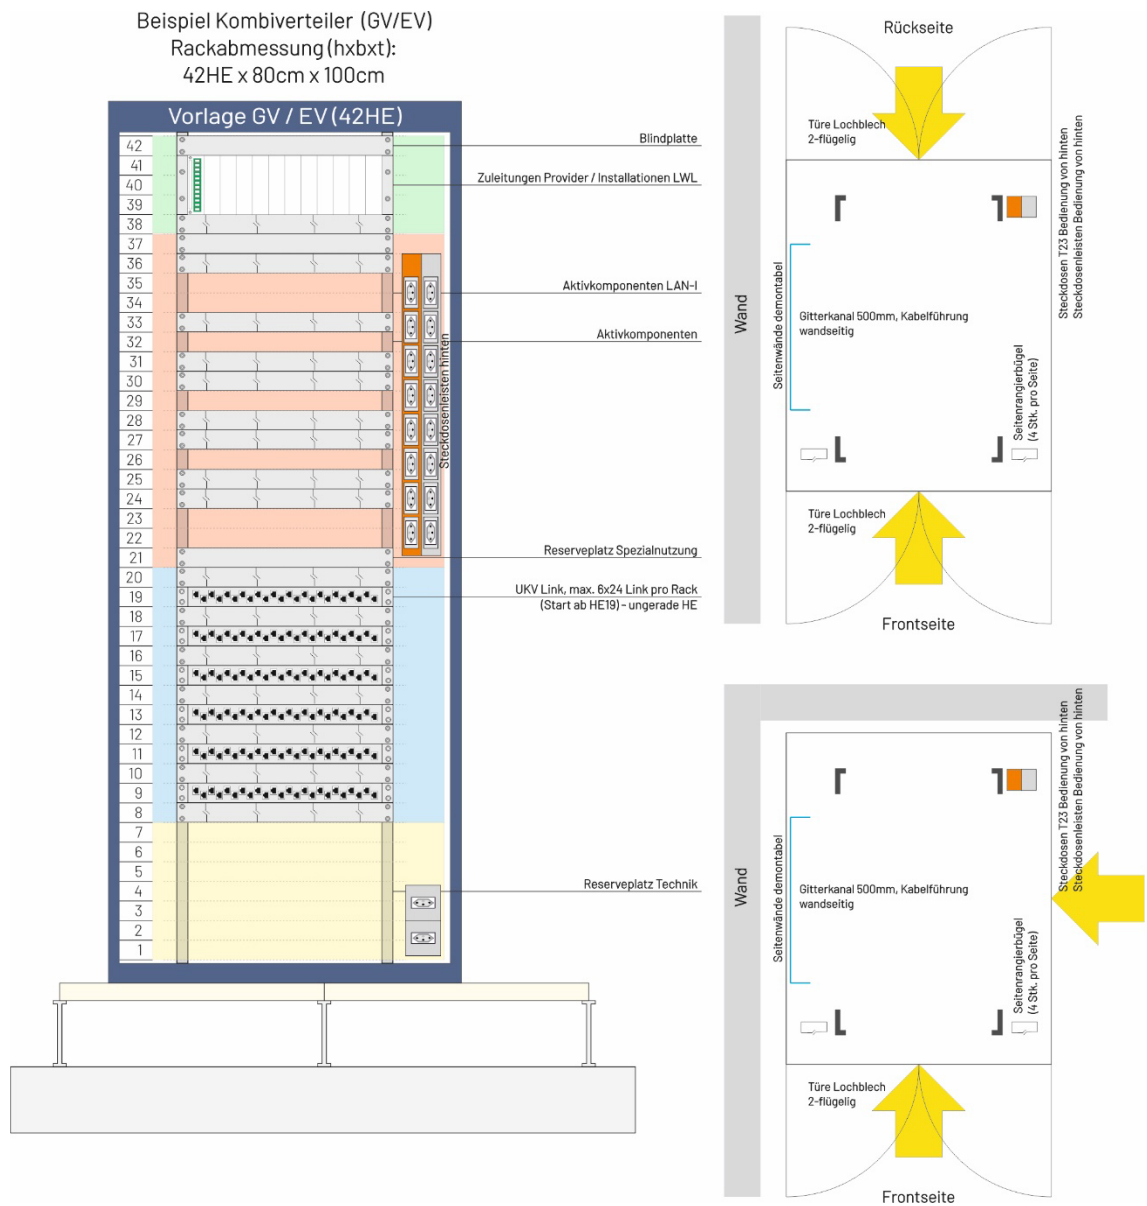 Beispiel Kombiverteiler (GV/EV)
Rackabmessung (hxbxt):
42HE x 80cm x 100cm
Vorlage GV / EV (42HE)
42
41
40
39
38
37
36
35
34
33
32
31
30
29
28
27
26
25
24
23
22
21
20
19
18
17
16
15
14
13
12
11
10
9
8
7
6
5
4
3
2
1
Steckdosenleisten hinten
Blindplatte
Zuleitungen Provider / Installationen LWL
Aktivkomponenten LAN-I
Aktivkomponenten
Reserveplatz Spezialnutzung
UKV Link, max. 6x24 Link pro Rack
(Start ab HE19) - ungerade HE
Reserveplatz Technik
Rückseite
Türe Lochblech
2-flügelig
Wand
Seitenwände demontabel
Gitterkanal 500mm, Kabelführung
wandseitig
Seitenrangierbügel
(4 Stk. pro Seite)
Steckdosen T23 Bedienung von hinten
Steckdosenleisten Bedienung von hinten
Türe Lochblech
2-flügelig
Frontseite
Wand
Seitenwände demontabel
Gitterkanal 500mm, Kabelführung
wandseitig
Seitenrangierbügel
(4 Stk. pro Seite)
Steckdosen T23 Bedienung von hinten
Steckdosenleisten Bedienung von hinten
Türe Lochblech
2-flügelig
Frontseite